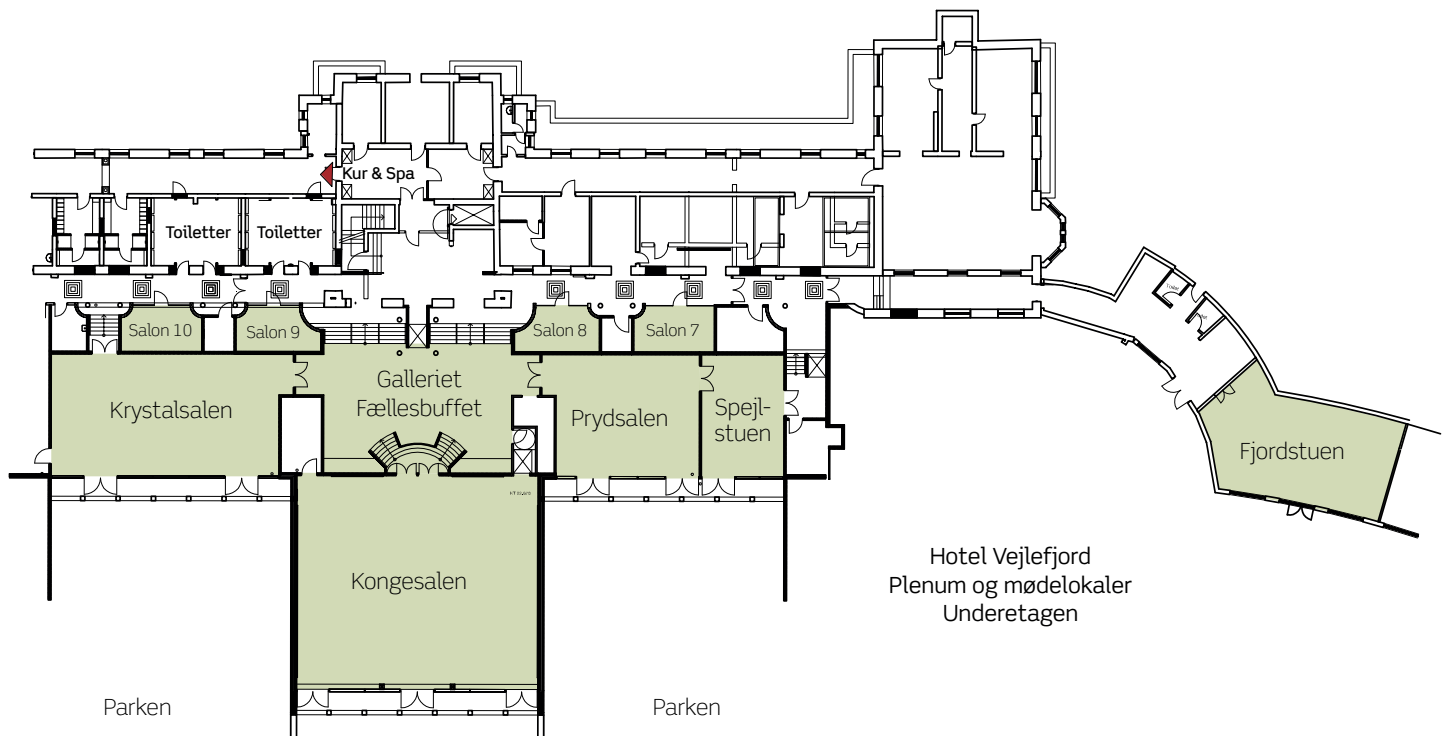 Kur & Spa
Toiletter
Toiletter
Toilet
Salon 10
Salon 9
Salon 8
Salon 7
Krystalsalen
Galleriet
Fællesbuffet
Prydsalen
Spejl-
stuen
Fjordstuen
Kongesalen
Hotel Vejlefjord
Plenum og mødelokaler
Underetagen
Parken
Parken